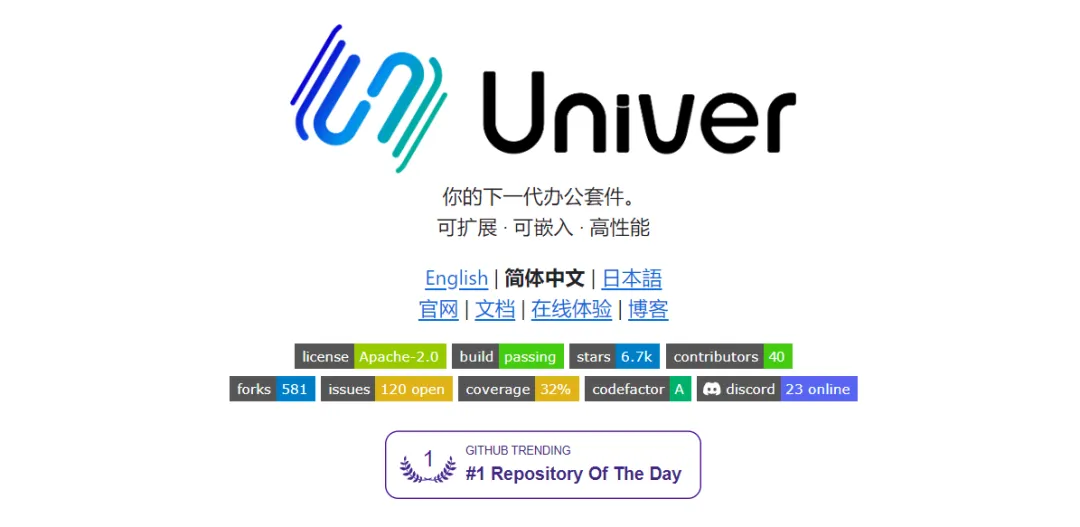 Univer
你的下一代办公套件。
可扩展 · 可嵌入 · 高性能
English | 简体中文 | 日本語
官网 | 文档 | 在线体验 | 博客
license Apache-2.0 build passing stars 6.7k contributors 40
forks 581 issues 120 open coverage 32% codefactor A discord 23 online
1
GITHUB TRENDING
#1 Repository Of The Day